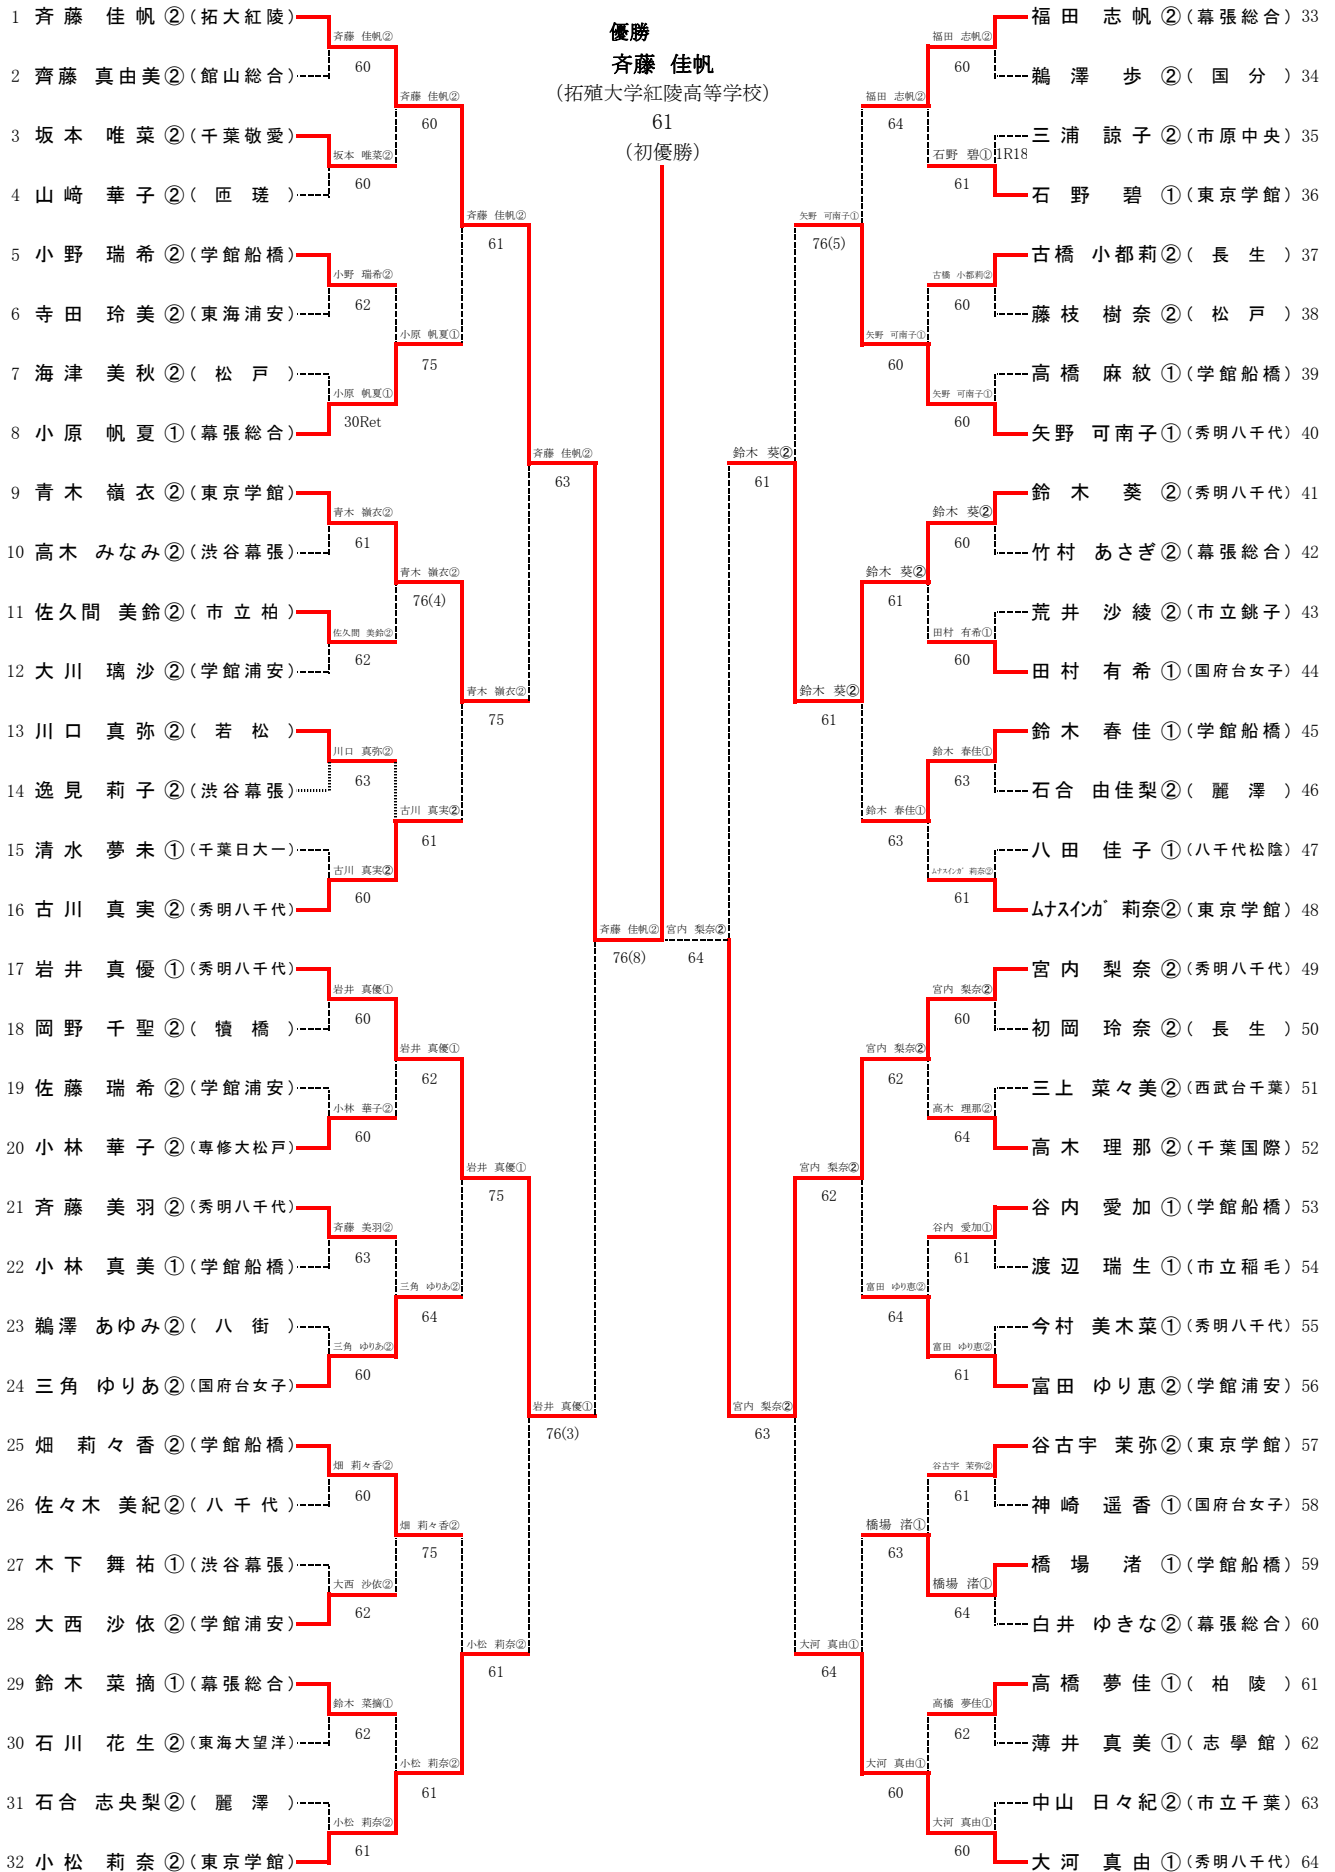 優勝
斉藤 佳帆
(拓殖大学紅陵高等学校)
61
(初優勝)
1 斉藤 佳帆 ② (拓大紅陵)
2 齊藤 真由美 ② (館山総合)
3 坂本 唯菜 ② (千葉敬愛)
4 山﨑 華子 ② (匝瑳)
5 小野 瑞希 ② (学館船橋)
6 寺田 玲美 ② (東海浦安)
7 海津 美秋 ② (松戸)
8 小原 帆夏 ① (幕張総合)
9 青木 嶺衣 ② (東京学館)
10 高木 みなみ ② (渋谷幕張)
11 佐久間 美鈴 ② (市立柏)
12 大川 璃沙 ② (学館浦安)
13 川口 真弥 ② (若松)
14 逸見 莉子 ② (渋谷幕張)
15 清水 夢未 ① (千葉日大一)
16 古川 真実 ② (秀明八千代)
17 岩井 真優 ① (秀明八千代)
18 岡野 千聖 ② (犢橋)
19 佐藤 瑞希 ② (学館浦安)
20 小林 華子 ② (専修大松戸)
21 斉藤 美羽 ② (秀明八千代)
22 小林 真美 ① (学館船橋)
23 鵜澤 あゆみ ② (八街)
24 三角 ゆりあ ② (国府台女子)
25 畑 莉々香 ② (学館船橋)
26 佐々木 美紀 ② (八千代)
27 木下 舞祐 ① (渋谷幕張)
28 大西 沙依 ② (学館浦安)
29 鈴木 菜摘 ① (幕張総合)
30 石川 花生 ② (東海大望洋)
31 石合 志央梨 ② (麗澤)
32 小松 莉奈 ② (東京学館)
斉藤 佳帆②
60
坂本 唯菜②
60
小野 瑞希②
62
小原 帆夏①
30Ret
青木 嶺衣②
61
佐久間 美鈴②
62
川口 真弥②
63
古川 真実②
60
岩井 真優①
60
小林 華子②
60
斉藤 美羽②
63
三角 ゆりあ②
60
畑 莉々香②
60
大西 沙依②
62
鈴木 菜摘①
62
小松 莉奈②
61
斉藤 佳帆②
60
小原 帆夏①
75
青木 嶺衣②
76(4)
古川 真実②
61
岩井 真優①
62
三角 ゆりあ②
64
畑 莉々香②
75
小松 莉奈②
61
斉藤 佳帆②
61
青木 嶺衣②
75
岩井 真優①
75
小松 莉奈②
61
斉藤 佳帆②
63
岩井 真優①
76(3)
斉藤 佳帆②
76(8)
宮内 梨奈②
64
鈴木 葵②
61
宮内 梨奈②
63
矢野 可南子①
76(5)
鈴木 葵②
61
宮内 梨奈②
62
大河 真由①
64
福田 志帆②
64
矢野 可南子①
60
鈴木 葵②
61
鈴木 春佳①
63
宮内 梨奈②
62
富田 ゆり恵②
64
橋場 渚①
63
大河 真由①
60
福田 志帆②
60
石野 碧① 1R18
61
古橋 小都莉②
60
矢野 可南子①
60
鈴木 葵②
60
田村 有希①
60
鈴木 春佳①
63
ムナスインガ 莉奈②
61
宮内 梨奈②
60
高木 理那②
64
谷内 愛加①
61
富田 ゆり恵②
61
谷古宇 茉弥②
61
橋場 渚①
64
高橋 夢佳①
62
大河 真由①
60
福田 志帆 ② (幕張総合) 33
鵜澤 歩 ② (国分) 34
三浦 諒子 ② (市原中央) 35
石野 碧 ① (東京学館) 36
古橋 小都莉 ② (長生) 37
藤枝 樹奈 ② (松戸) 38
高橋 麻紋 ① (学館船橋) 39
矢野 可南子 ① (秀明八千代) 40
鈴木 葵 ② (秀明八千代) 41
竹村 あさぎ ② (幕張総合) 42
荒井 沙綾 ② (市立銚子) 43
田村 有希 ① (国府台女子) 44
鈴木 春佳 ① (学館船橋) 45
石合 由佳梨 ② (麗澤) 46
八田 佳子 ① (八千代松陰) 47
ムナスインガ 莉奈 ② (東京学館) 48
宮内 梨奈 ② (秀明八千代) 49
初岡 玲奈 ② (長生) 50
三上 菜々美 ② (西武台千葉) 51
高木 理那 ② (千葉国際) 52
谷内 愛加 ① (学館船橋) 53
渡辺 瑞生 ① (市立稲毛) 54
今村 美木菜 ① (秀明八千代) 55
富田 ゆり恵 ② (学館浦安) 56
谷古宇 茉弥 ② (東京学館) 57
神崎 遥香 ① (国府台女子) 58
橋場 渚 ① (学館船橋) 59
白井 ゆきな ② (幕張総合) 60
高橋 夢佳 ① (柏陵) 61
薄井 真美 ① (志學館) 62
中山 日々紀 ② (市立千葉) 63
大河 真由 ① (秀明八千代) 64